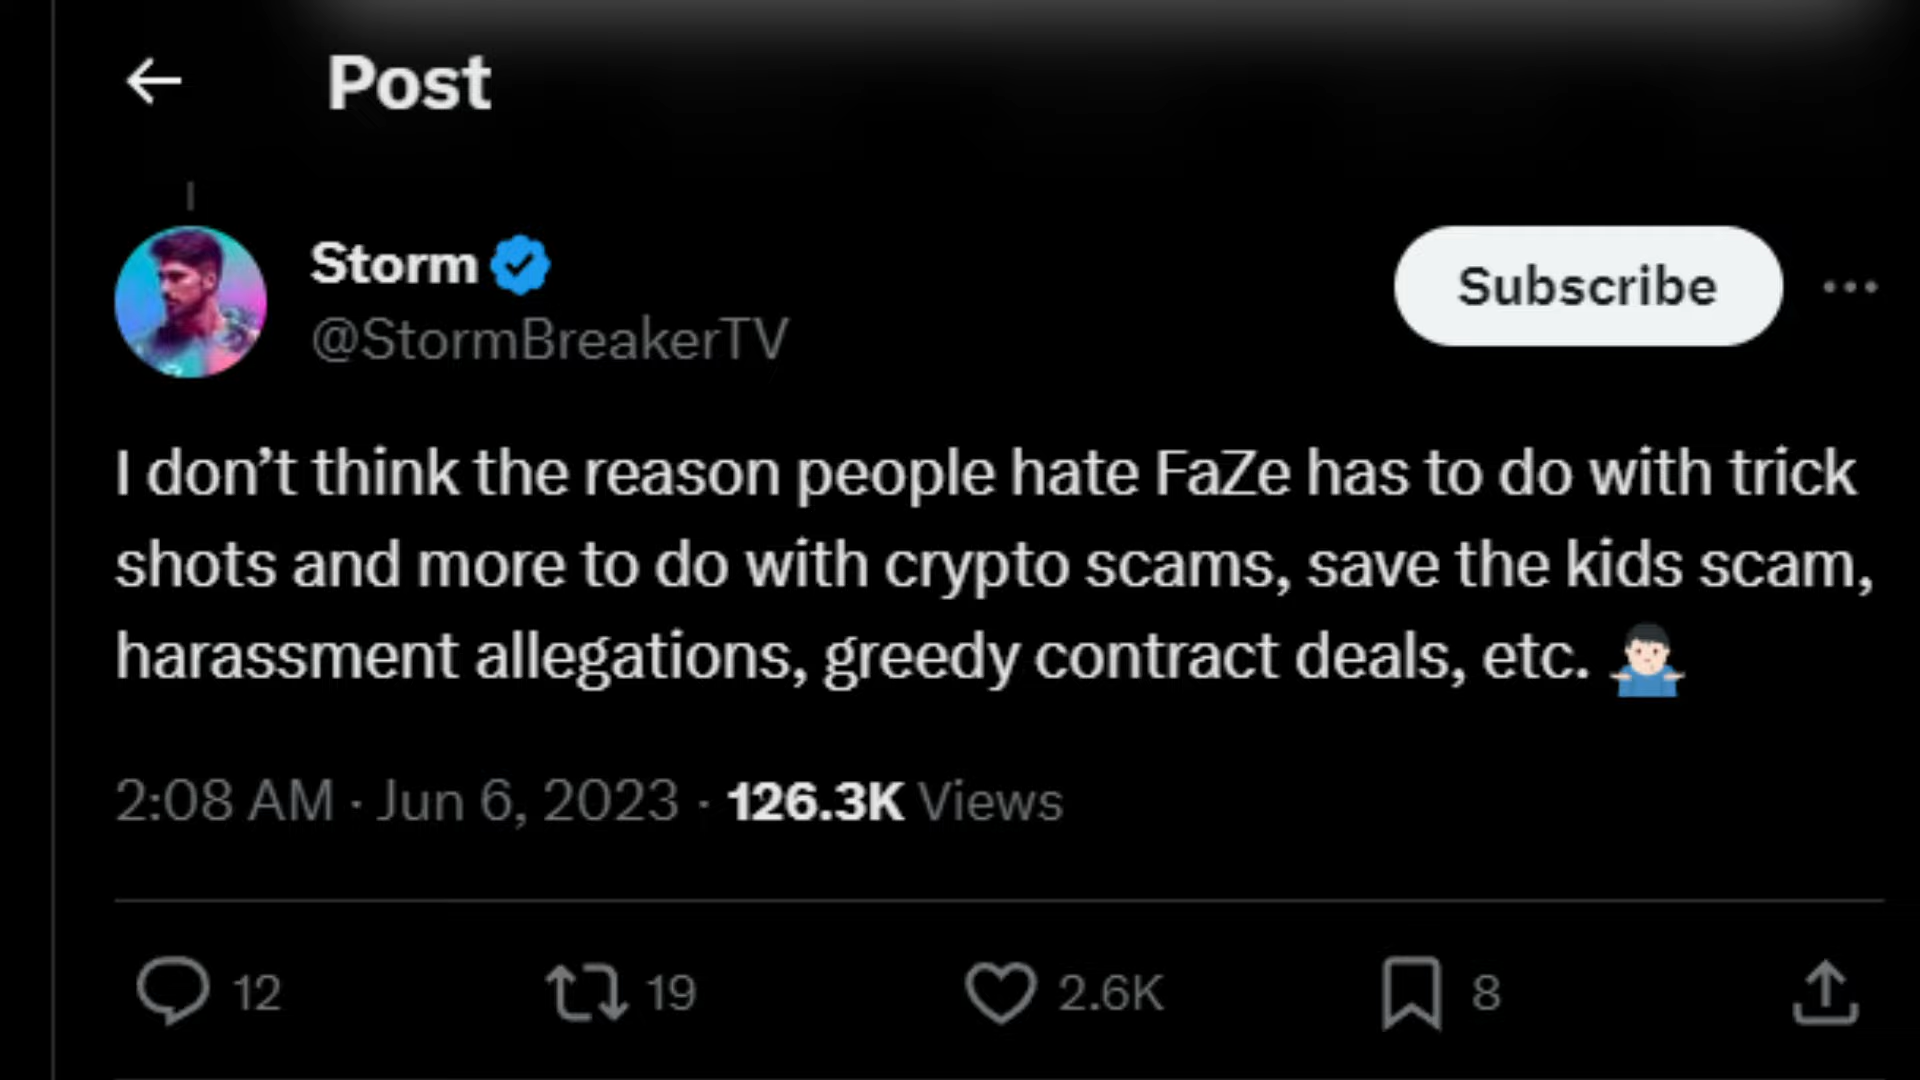 Post
Storm
@StormBreakerTV
Subscribe
I don’t think the reason people hate FaZe has to do with trick
shots and more to do with crypto scams, save the kids scam,
harassment allegations, greedy contract deals, etc. 🤷🏻‍♂️
2:08 AM · Jun 6, 2023 · 126.3K Views
12 19 2.6K 8